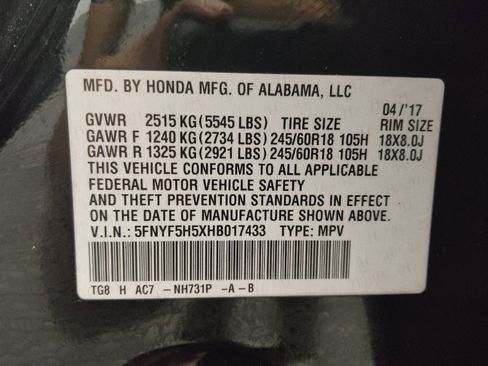 MFD. BY HONDA MFG. OF ALABAMA, LLC
04 /'17
GVWR 2515 KG (5545 LBS) TIRE SIZE RIM SIZE
GAWR F 1240 KG (2734 LBS) 245/60R18 105H 18X8.0J
GAWR R 1325 KG (2921 LBS) 245/60R18 105H 18X8.0J
THIS VEHICLE CONFORMS TO ALL APPLICABLE
FEDERAL MOTOR VEHICLE SAFETY
AND THEFT PREVENTION STANDARDS IN EFFECT
ON THE DATE OF MANUFACTURE SHOWN ABOVE.
V.I.N.: 5FNYF5H5XHB017433 TYPE: MPV
TG8 H AC7 -NH731P -A-B